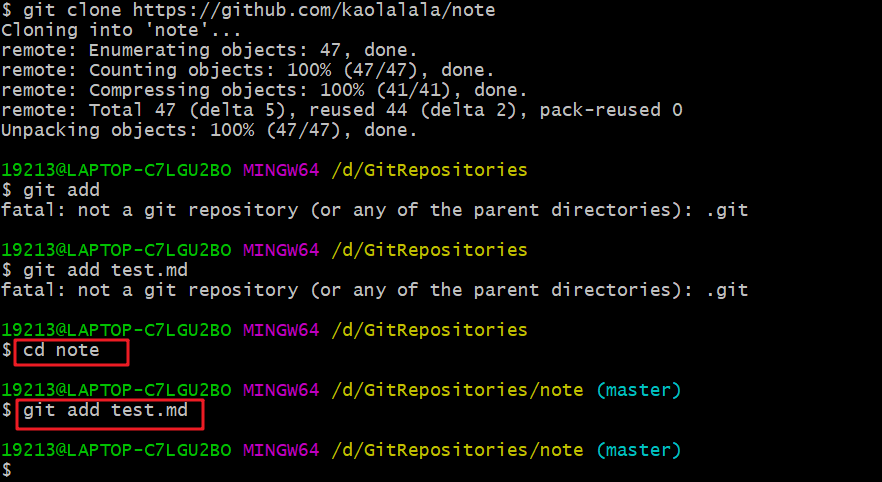 $ git clone https://github.com/kaolalala/note
Cloning into 'note'...
remote: Enumerating objects: 47, done.
remote: Counting objects: 100% (47/47), done.
remote: Compressing objects: 100% (41/41), done.
remote: Total 47 (delta 5), reused 44 (delta 2), pack-reused 0
Unpacking objects: 100% (47/47), done.
19213@LAPTOP-C7LGU2BO MINGW64 /d/GitRepositories
$ git add
fatal: not a git repository (or any of the parent directories): .git
19213@LAPTOP-C7LGU2BO MINGW64 /d/GitRepositories
$ git add test.md
fatal: not a git repository (or any of the parent directories): .git
19213@LAPTOP-C7LGU2BO MINGW64 /d/GitRepositories
$ cd note
19213@LAPTOP-C7LGU2BO MINGW64 /d/GitRepositories/note (master)
$ git add test.md
19213@LAPTOP-C7LGU2BO MINGW64 /d/GitRepositories/note (master)
$